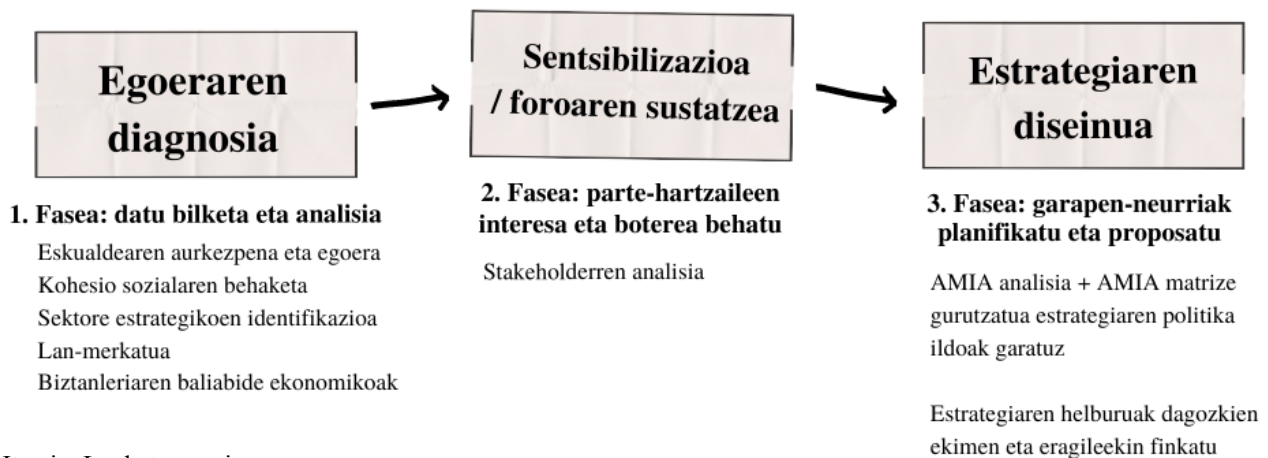 Egoeraren
diagnosia
1. Fasea: datu bilketa eta analisia
Eskualdearen aurkezpena eta egoera
Kohesio sozialaren behaketa
Sektore estrategikoen identifikazioa
Lan-merkatua
Biztanleriaren baliabide ekonomikoak
Sentsibilizazioa
/ foroaren sustatzea
2. Fasea: parte-hartzaileen
interesa eta boterea behatu
Stakeholderren analisia
Estrategiaren
diseinua
3. Fasea: garapen-neurriak
planifikatu eta proposatu
AMIA analisia + AMIA matrize
gurutzatua estrategiaren politika
ildoak garatuz
Estrategiaren helburuak dagozkien
ekimen eta eragileekin finkatu